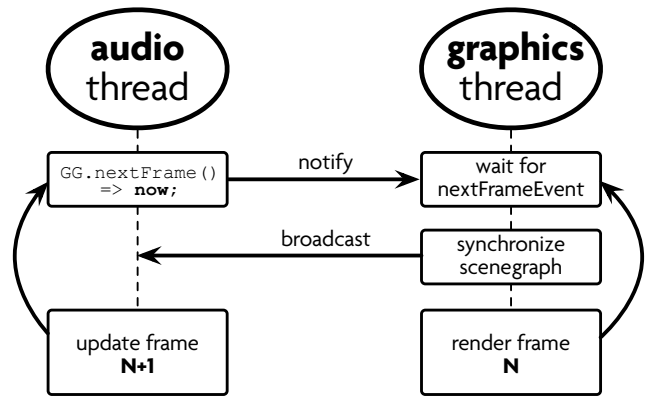 audio
thread
graphics
thread
GG.nextFrame()
=> now;
notify
wait for
nextFrameEvent
broadcast
synchronize
scenegraph
update frame
N+1
render frame
N